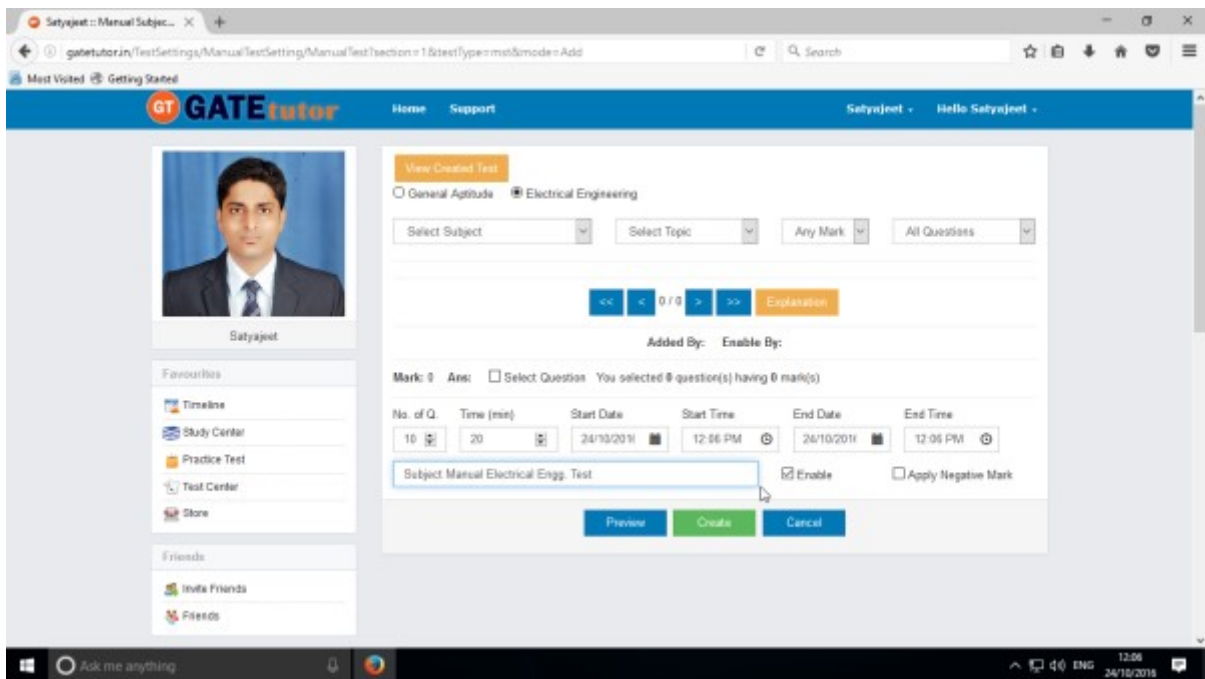 Satyajeet :: Manual Subjec...
gatetutor.in/TestSettings/ManualTestSetting/ManualTest?section=1&testType=mst&mode=Add
Search
Most Visited Getting Started
GT GATEtutor Home Support Satyajeet Hello Satyajeet
View Created Test
General Aptitude Electrical Engineering
Select Subject Select Topic Any Mark All Questions
<< < 0 / 0 > >> Explanation
Added By: Enable By:
Satyajeet
Mark: 0 Ans: Select Question You selected 0 question(s) having 0 mark(s)
Favourites
Timeline
Study Center
Practice Test
Test Center
Store
No. of Q. Time (min) Start Date Start Time End Date End Time
10 20 24/10/201 12:06 PM 24/10/201 12:06 PM
Subject Manual Electrical Engg. Test Enable Apply Negative Mark
Preview Create Cancel
Friends
Invite Friends
Friends
Ask me anything ENG 12:06
24/10/2016